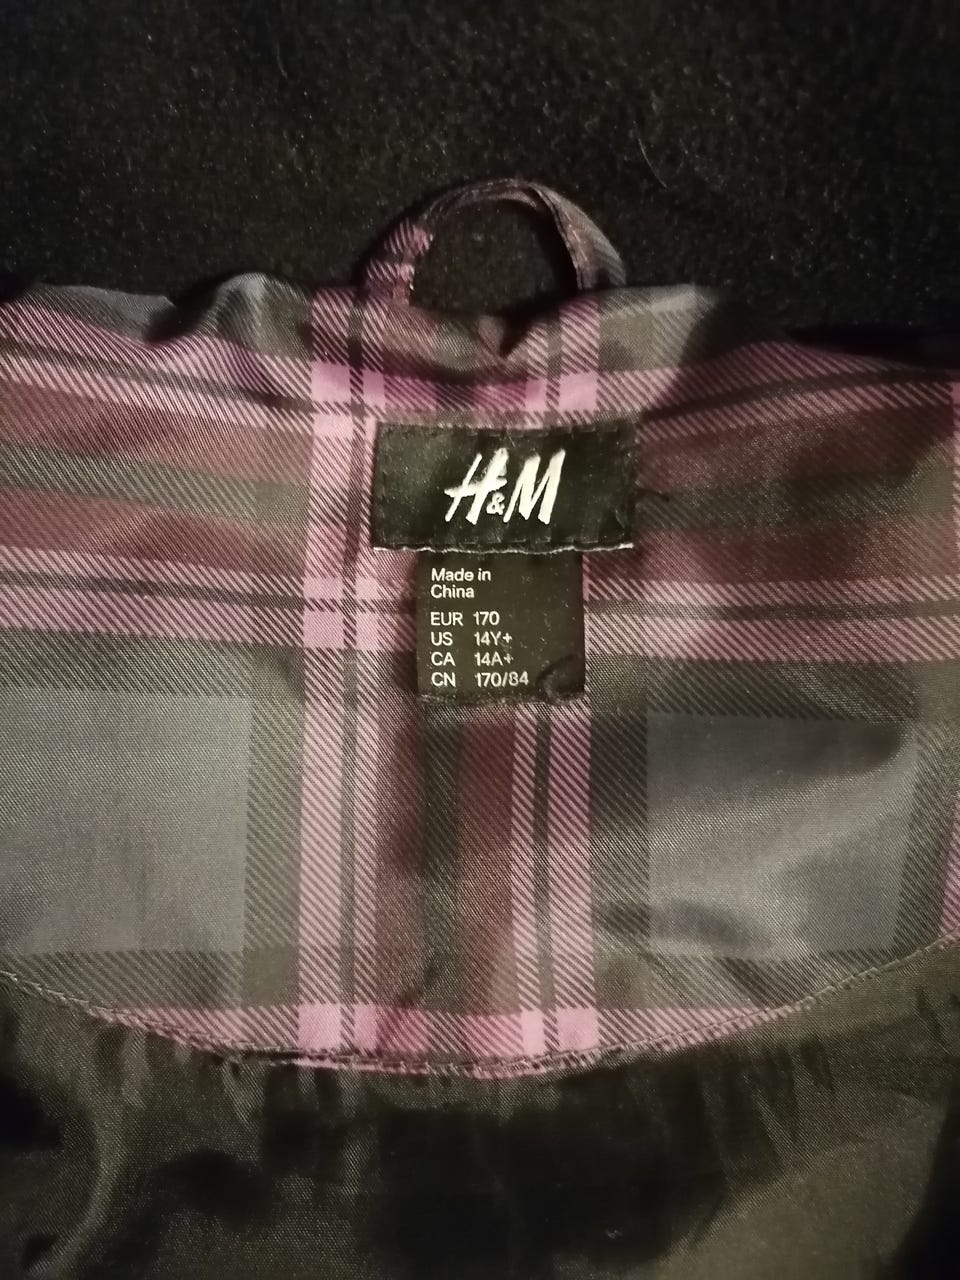 H&M
Made in
China
EUR 170
US 14Y+
CA 14A+
CN 170/84